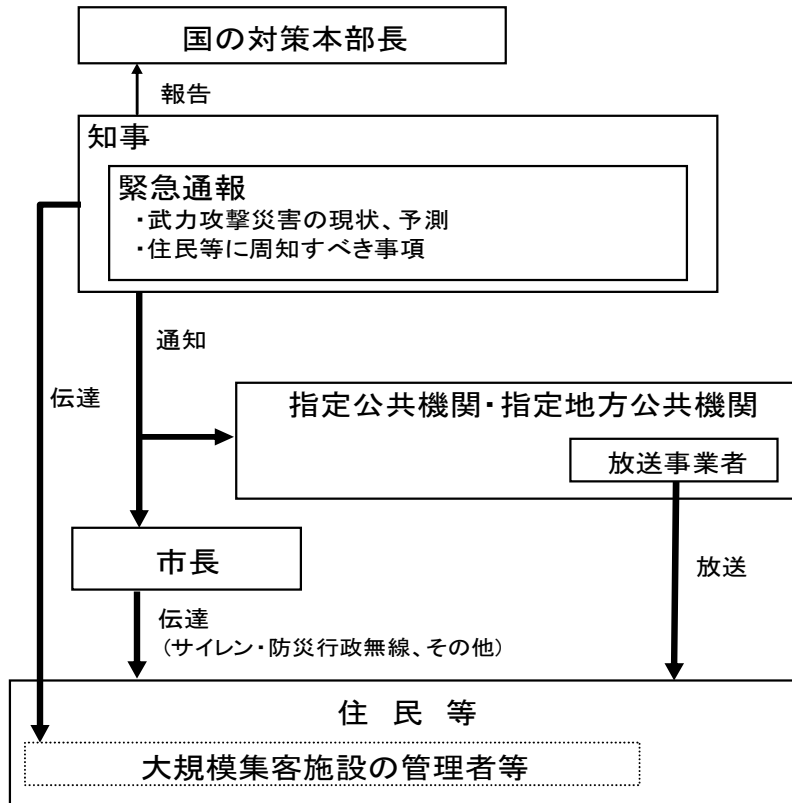 国の対策本部長
報告
知事
緊急通報
・武力攻撃災害の現状、予測
・住民等に周知すべき事項
通知
伝達
指定公共機関・指定地方公共機関
放送事業者
市長
放送
伝達
(サイレン・防災行政無線、その他)
住 民 等
大規模集客施設の管理者等